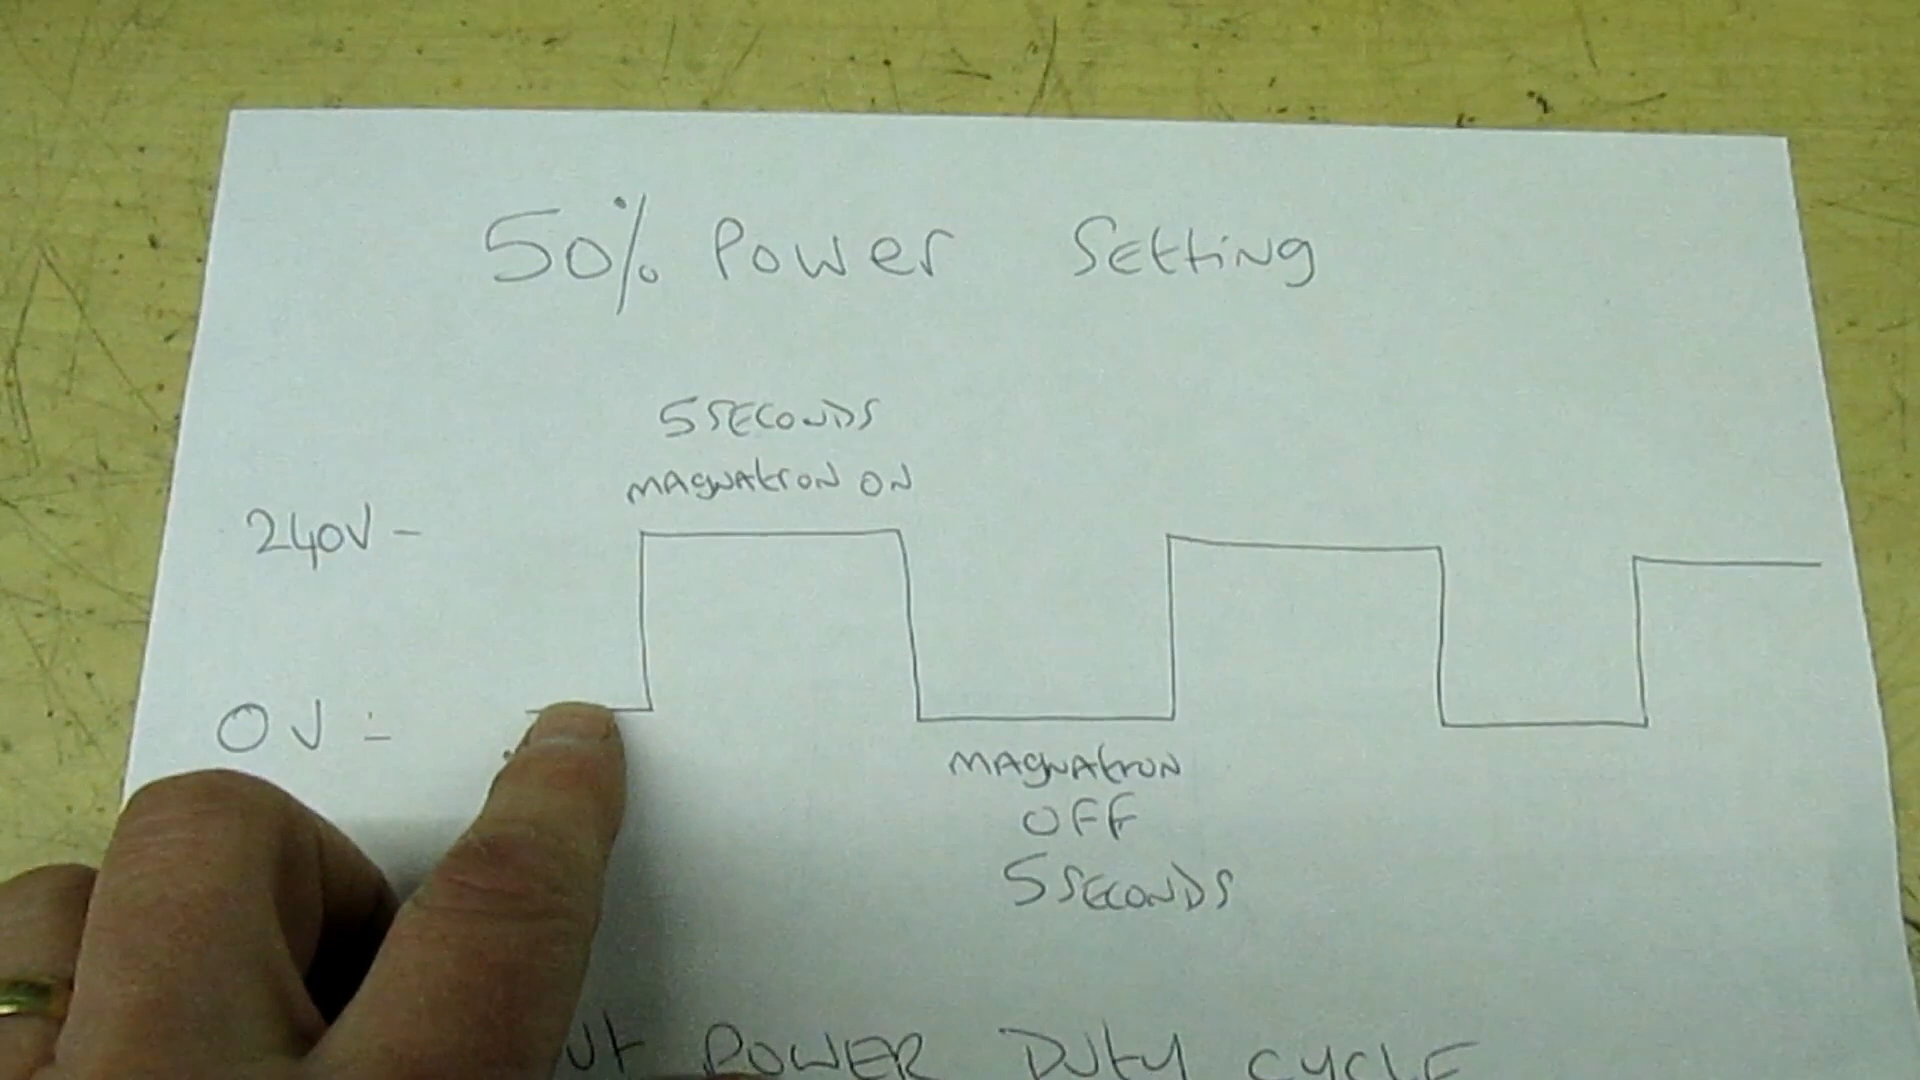 50% Power Setting
5 SECONDS
MAGNATRON ON
240V -
0V -
MAGNATRON
OFF
5 SECONDS
POWER DUTY CYCLE